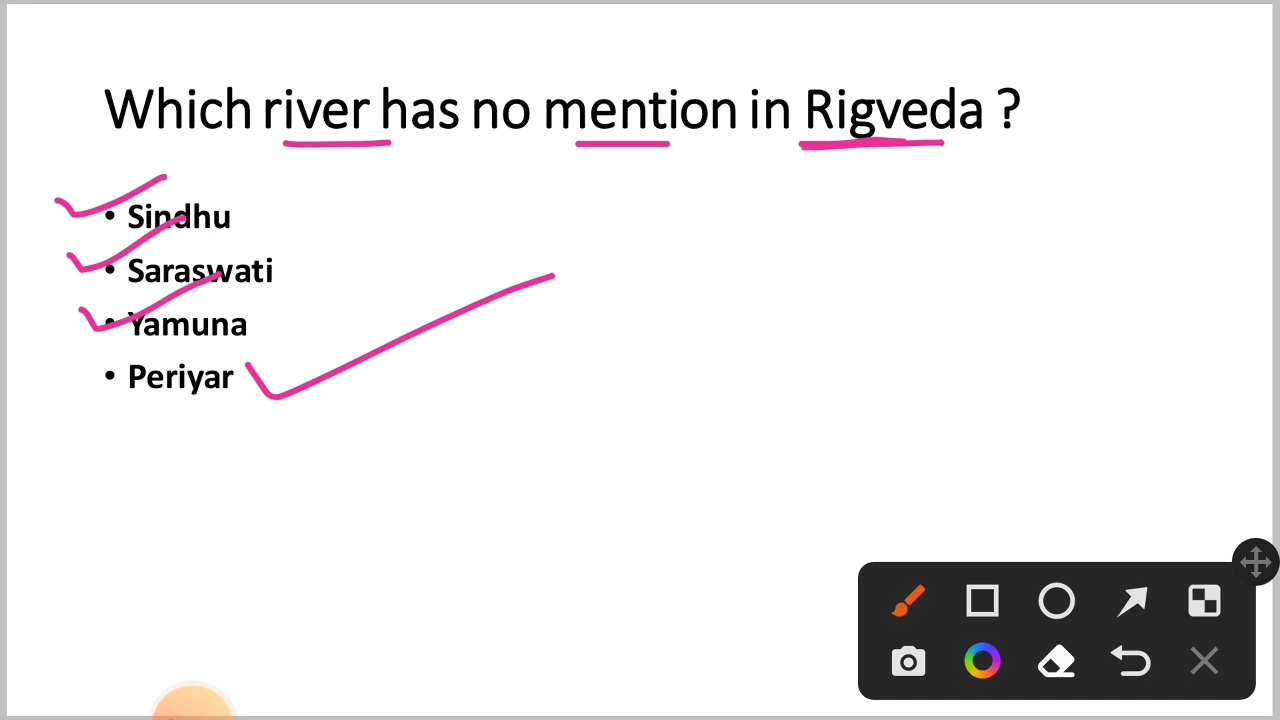 Which river has no mention in Rigveda ?
• Sindhu
• Saraswati
• Yamuna
• Periyar